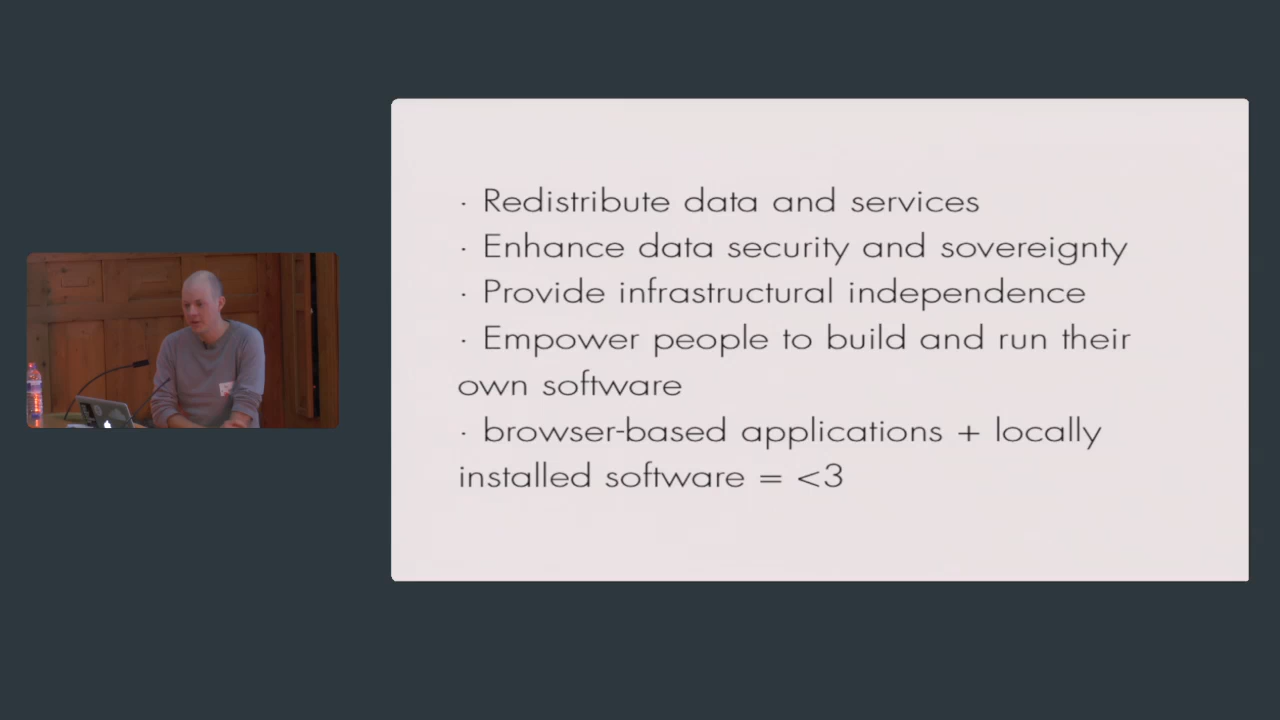 · Redistribute data and services
· Enhance data security and sovereignty
· Provide infrastructural independence
· Empower people to build and run their
own software
· browser-based applications + locally
installed software = <3